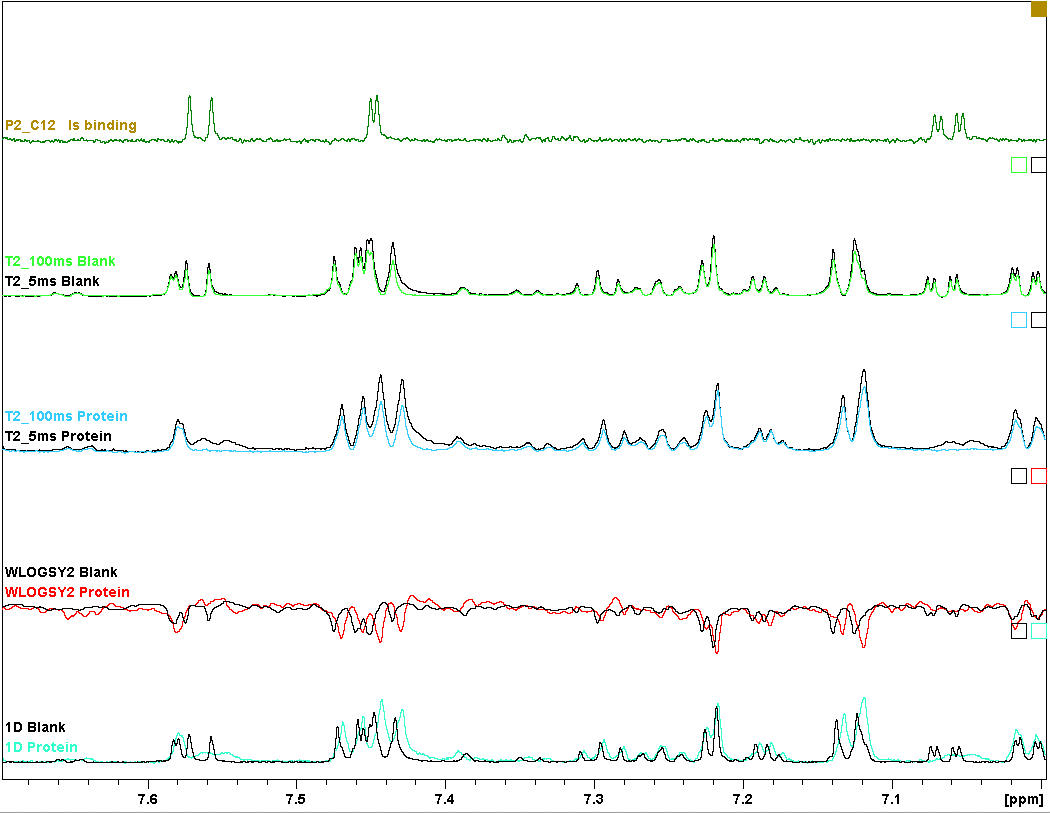 P2_C12   Is binding
T2_100ms Blank
T2_5ms Blank
T2_100ms Protein
T2_5ms Protein
WLOGSY2 Blank
WLOGSY2 Protein
1D Blank
1D Protein
7.6 7.5 7.4 7.3 7.2 7.1 [ppm]